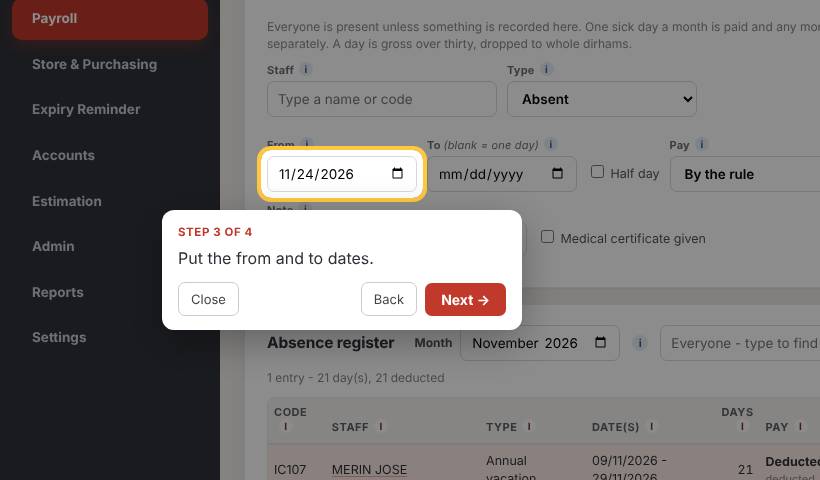 Payroll
Store & Purchasing
Expiry Reminder
Accounts
Estimation
Admin
Reports
Settings
Everyone is present unless something is recorded here. One sick day a month is paid and any
separately. A day is gross over thirty, dropped to whole dirhams.
Staff i Type i
Type a name or code Absent
From i To (blank = one day) i Pay i
11/24/2026 mm/dd/yyyy Half day By the rule
Note i
Medical certificate given
STEP 3 OF 4
Put the from and to dates.
Close Back Next →
Absence register Month November 2026 i Everyone - type to find
1 entry - 21 day(s), 21 deducted
CODE I STAFF I TYPE I DATE(S) I DAYS I PAY I
IC107 MERIN JOSE Annual vacation 09/11/2026 - 29/11/2026 21 Deducted
deducted